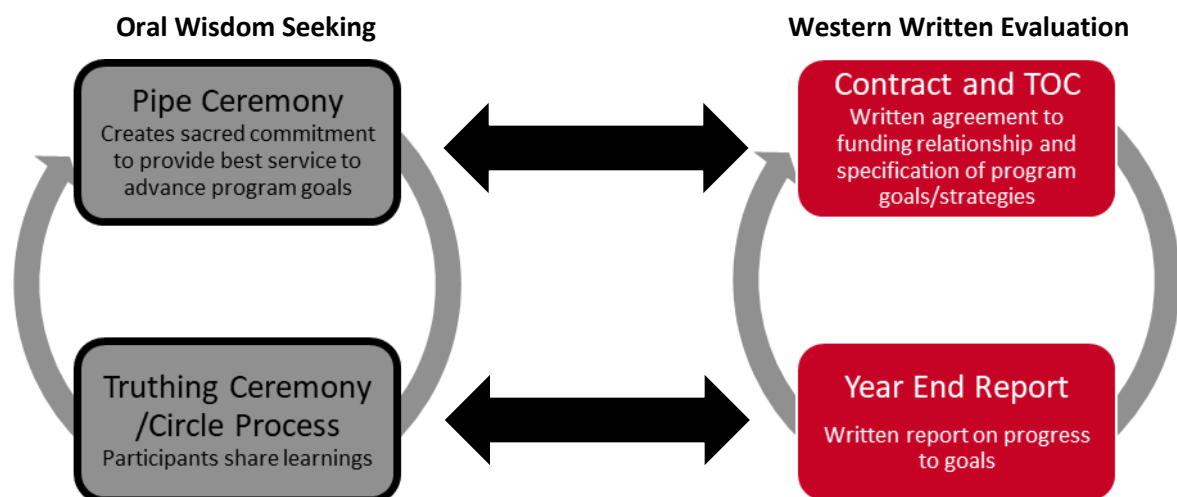 Oral Wisdom Seeking
Western Written Evaluation
Pipe Ceremony
Creates sacred commitment
to provide best service to
advance program goals
Contract and TOC
Written agreement to
funding relationship and
specification of program
goals/strategies
Truthing Ceremony
/Circle Process
Participants share learnings
Year End Report
Written report on progress
to goals